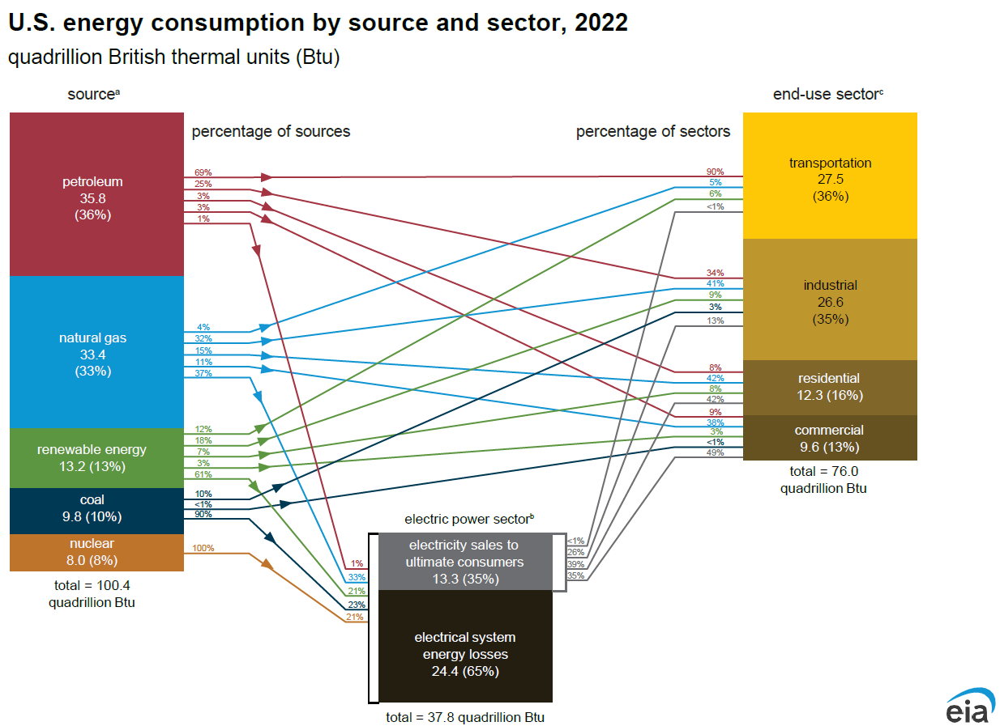 U.S. energy consumption by source and sector, 2022
quadrillion British thermal units (Btu)
sourceᵃ
end-use sectorᶜ
percentage of sources
percentage of sectors
petroleum
35.8
(36%)
69%
25%
3%
3%
1%
natural gas
33.4
(33%)
4%
32%
15%
11%
37%
renewable energy
13.2 (13%)
12%
18%
7%
3%
61%
coal
9.8 (10%)
10%
<1%
90%
nuclear
8.0 (8%)
100%
total = 100.4
quadrillion Btu
electric power sectorᵇ
1%
33%
21%
23%
21%
electricity sales to
ultimate consumers
13.3 (35%)
electrical system
energy losses
24.4 (65%)
total = 37.8 quadrillion Btu
<1%
26%
39%
35%
90%
5%
6%
<1%
transportation
27.5
(36%)
34%
41%
9%
3%
13%
industrial
26.6
(35%)
8%
42%
8%
42%
residential
12.3 (16%)
9%
38%
3%
<1%
49%
commercial
9.6 (13%)
total = 76.0
quadrillion Btu
eia